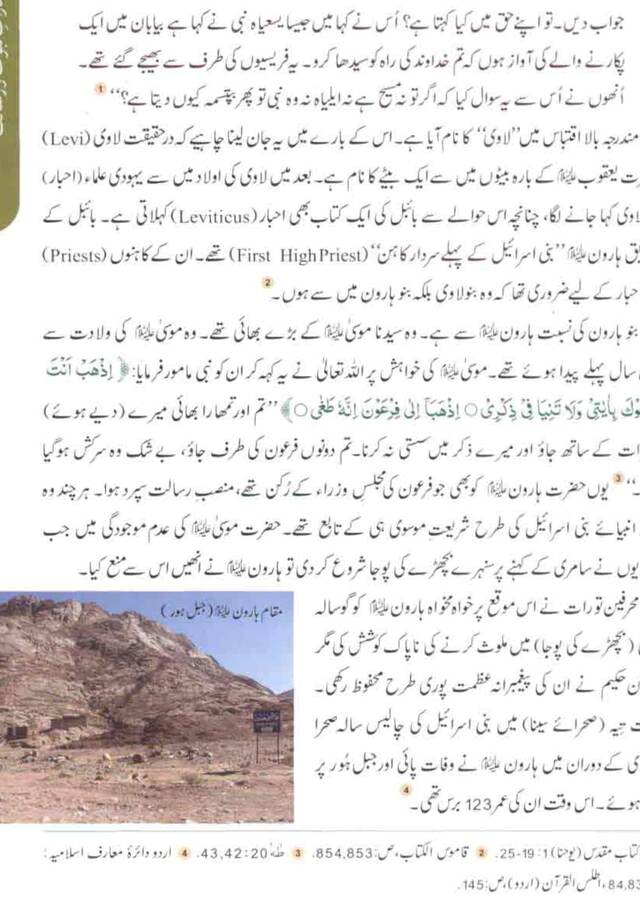 جواب دیں۔ تو اپنے حق میں کیا کہتا ہے؟ اُس نے کہا میں جیسا یسعیاہ نبی نے کہا ہے بیابان میں ایک
پکارنے والے کی آواز ہوں کہ تم خداوند کی راہ کو سیدھا کرو۔ یہ فریسیوں کی طرف سے بھیجے گئے تھے۔
اُنھوں نے اُس سے یہ سوال کیا کہ اگر تو نہ مسیح ہے نہ ایلیاہ نہ وہ نبی تو پھر بپتسمہ کیوں دیتا ہے؟‘‘ 1
مندرجہ بالا اقتباس میں ’’لاوی‘‘ کا نام آیا ہے۔ اس کے بارے میں یہ جان لینا چاہیے کہ درحقیقت لاوی (Levi)
یعقوب علیہ السلام کے بارہ بیٹوں میں سے ایک بیٹے کا نام ہے۔ بعد میں لاوی کی اولاد میں سے یہودی علماء (احبار)
کہا جانے لگا، چنانچہ اس حوالے سے بائبل کی ایک کتاب بھی احبار (Leviticus) کہلاتی ہے۔ بائبل کے
ہارون علیہ السلام ’’بنی اسرائیل کے پہلے سردار کاہن‘‘ (First High Priest) تھے۔ ان کے کاہنوں (Priests)
کے لیے ضروری تھا کہ وہ بنو لاوی بلکہ بنو ہارون میں سے ہوں۔ 2
بنو ہارون کی نسبت ہارون علیہ السلام سے ہے۔ وہ سیدنا موسیٰ علیہ السلام کے بڑے بھائی تھے۔ وہ موسیٰ علیہ السلام کی ولادت سے
سال پہلے پیدا ہوئے تھے۔ موسیٰ علیہ السلام کی خواہش پر اللہ تعالیٰ نے یہ کہہ کر ان کو نبی مامور فرمایا: ﴿اِذْهَبْ اَنْتَ
بِاٰيٰتِيْ وَلَا تَنِيَا فِيْ ذِكْرِيْ ○ اِذْهَبَاۤ اِلٰى فِرْعَوْنَ اِنَّهٗ طَغٰى ○﴾ ’’تم اور تمھارا بھائی میرے (دیے ہوئے)
کے ساتھ جاؤ اور میرے ذکر میں سستی نہ کرنا۔ تم دونوں فرعون کی طرف جاؤ، بے شک وہ سرکش ہو گیا
‘‘ 3 یوں حضرت ہارون علیہ السلام کو بھی جو فرعون کی مجلس وزراء کے رُکن تھے، منصب رسالت سپرد ہوا۔ ہر چند وہ
انبیائے بنی اسرائیل کی طرح شریعت موسوی ہی کے تابع تھے۔ حضرت موسیٰ علیہ السلام کی عدم موجودگی میں جب
نے سامری کے کہنے پر سنہرے بچھڑے کی پوجا شروع کر دی تو ہارون علیہ السلام نے انھیں اس سے منع کیا۔
محرفین تورات نے اس موقع پر خواہ مخواہ ہارون علیہ السلام کو گوسالہ
(بچھڑے کی پوجا) میں ملوث کرنے کی ناپاک کوشش کی مگر
حکیم نے ان کی پیغمبرانہ عظمت پوری طرح محفوظ رکھی۔
تیہ (صحرائے سینا) میں بنی اسرائیل کی چالیس سالہ صحرا
کے دوران میں ہارون علیہ السلام نے وفات پائی اور جبل ہُور پر
ہوئے۔ اس وقت ان کی عمر 123 برس تھی۔ 4
مقام ہارون علیہ السلام (جبل ہور)
کتاب مقدس (یوحنا) 1: 19-25۔ 2 قاموس الکتاب، ص: 854,853۔ 3 طٰهٰ 20: 43,42۔ 4 اردو دائرۂ معارف اسلامیہ:
اطلس القرآن (اردو)، ص: 145۔